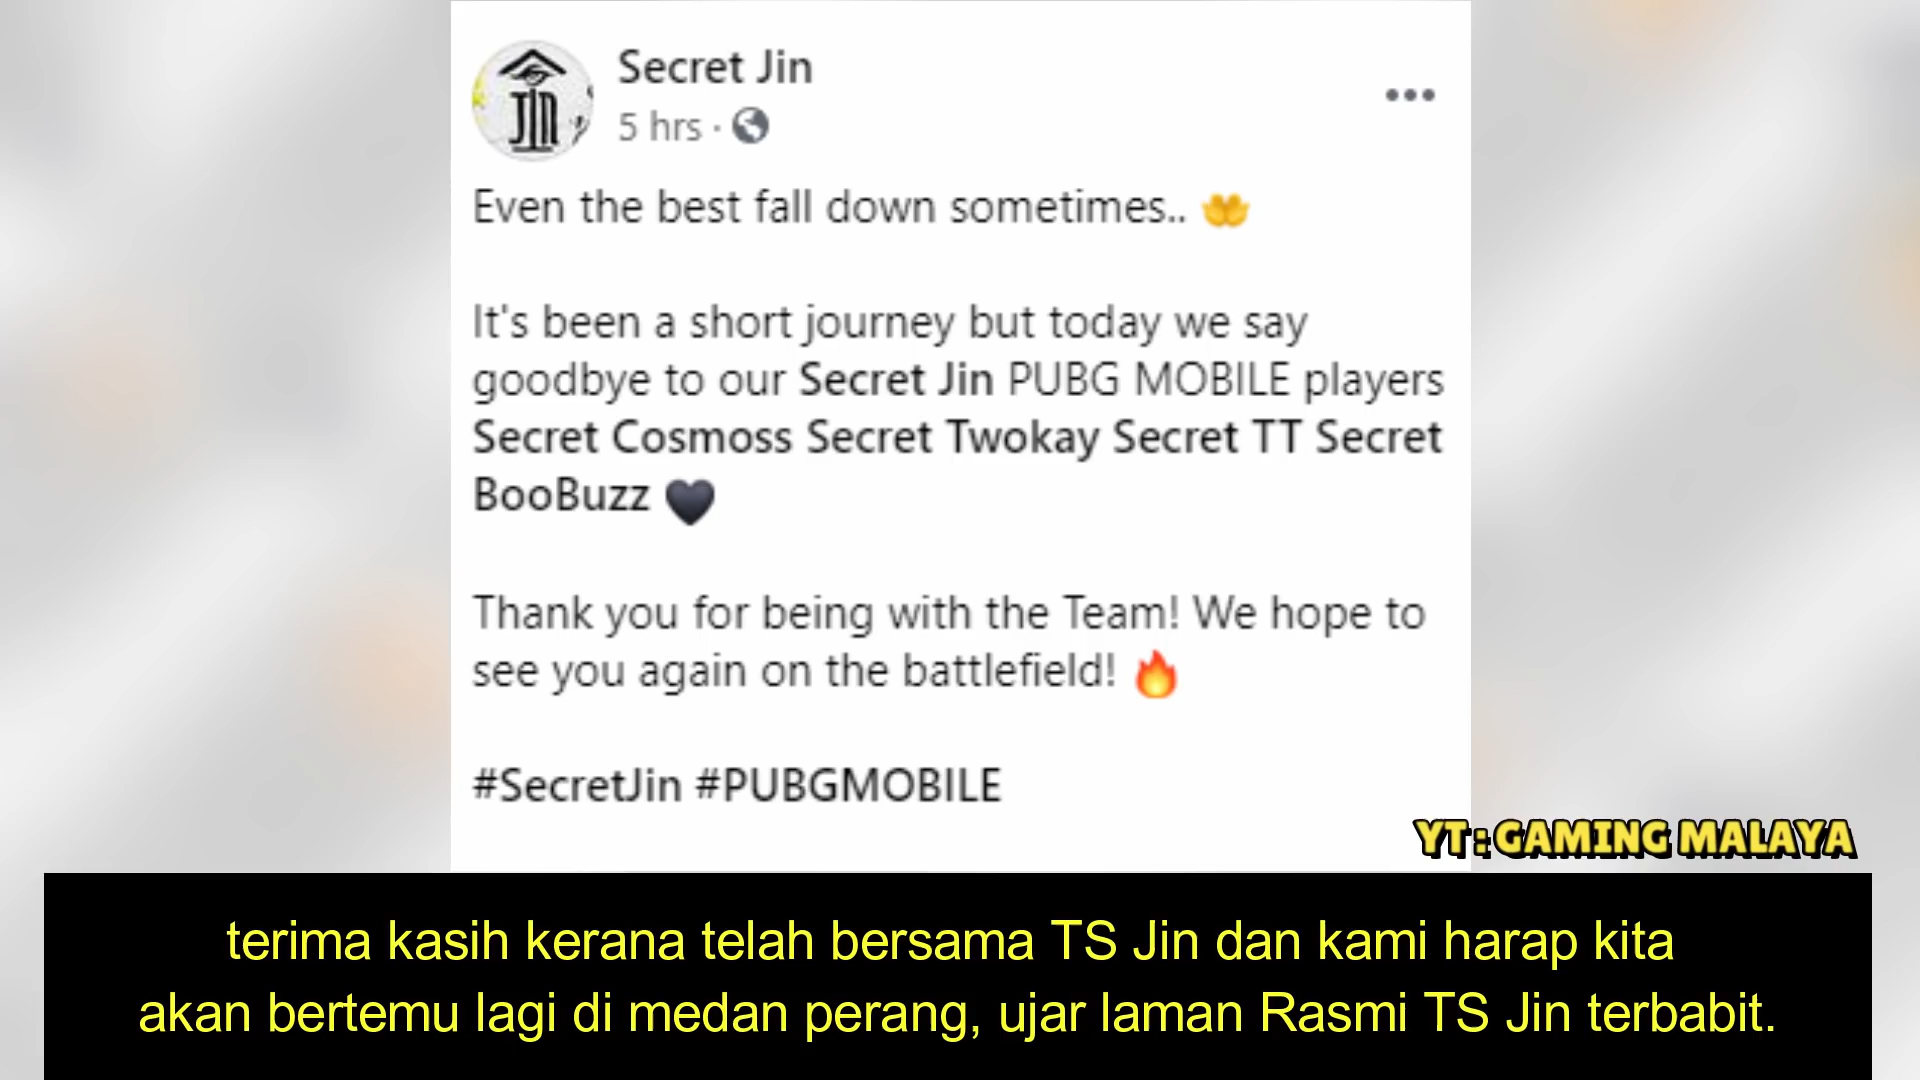 JIN
Secret Jin
5 hrs ·
Even the best fall down sometimes.. 🤲
It's been a short journey but today we say
goodbye to our Secret Jin PUBG MOBILE players
Secret Cosmoss Secret Twokay Secret TT Secret
BooBuzz 🖤
Thank you for being with the Team! We hope to
see you again on the battlefield! 🔥
#SecretJin #PUBGMOBILE
YT : GAMING MALAYA
terima kasih kerana telah bersama TS Jin dan kami harap kita
akan bertemu lagi di medan perang, ujar laman Rasmi TS Jin terbabit.